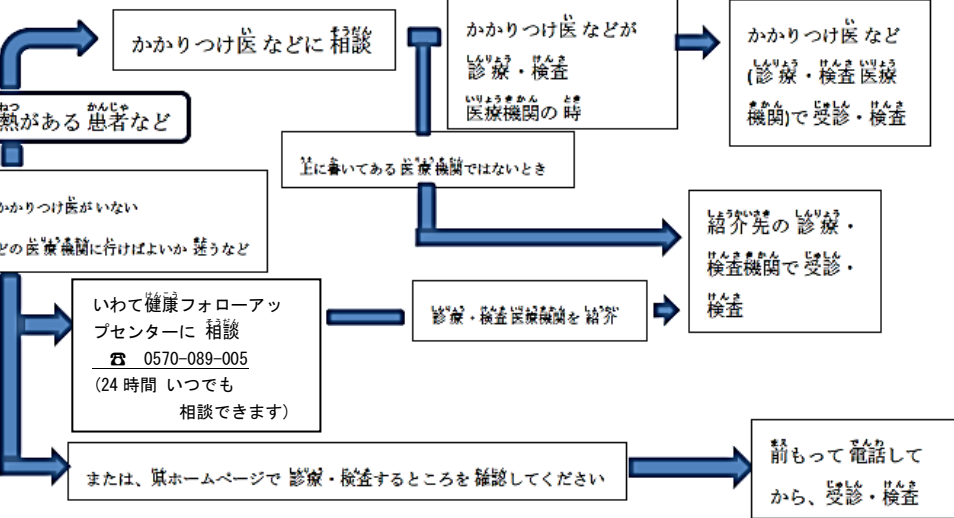 かかりつけ医 などに 相談
かかりつけ医 などが
診療・検査
医療機関の 時
かかりつけ医 など
(診療・検査 医療
機関)で 受診・検査
熱がある 患者など
上に書いてある 医療機関ではないとき
かかりつけ医がいない
どの 医療機関に行けばよいか 迷うなど
紹介先の 診療・
検査機関で 受診・
検査
いわて健康フォローアッ
プセンターに 相談
☎ 0570-089-005
(24時間 いつでも
相談できます)
診療・検査 医療機関を 紹介
または、県ホームページで 診療・検査するところを 確認してください
前もって 電話して
から、受診・検査